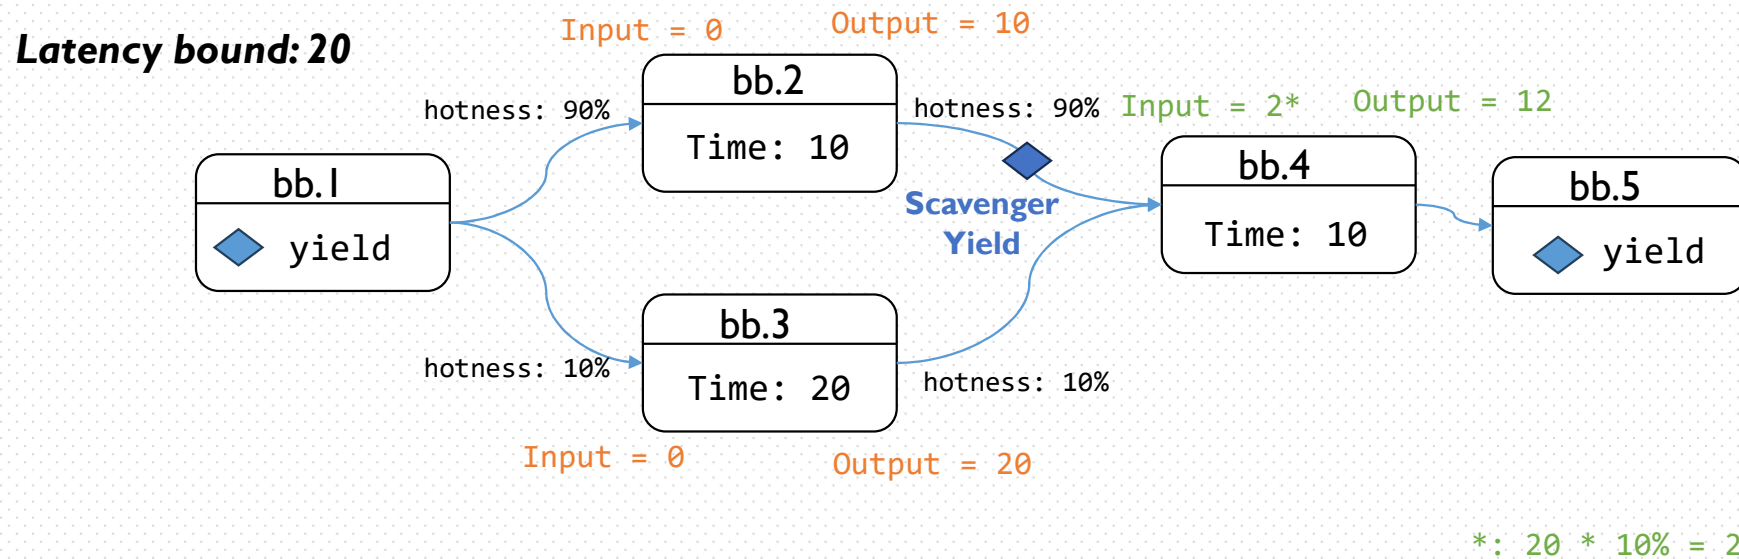 Latency bound: 20
Input = 0
Output = 10
bb.2
Time: 10
hotness: 90%
hotness: 90%
Input = 2*
Output = 12
bb.1
yield
Scavenger
Yield
bb.4
Time: 10
bb.5
yield
bb.3
Time: 20
hotness: 10%
hotness: 10%
Input = 0
Output = 20
*: 20 * 10% = 2